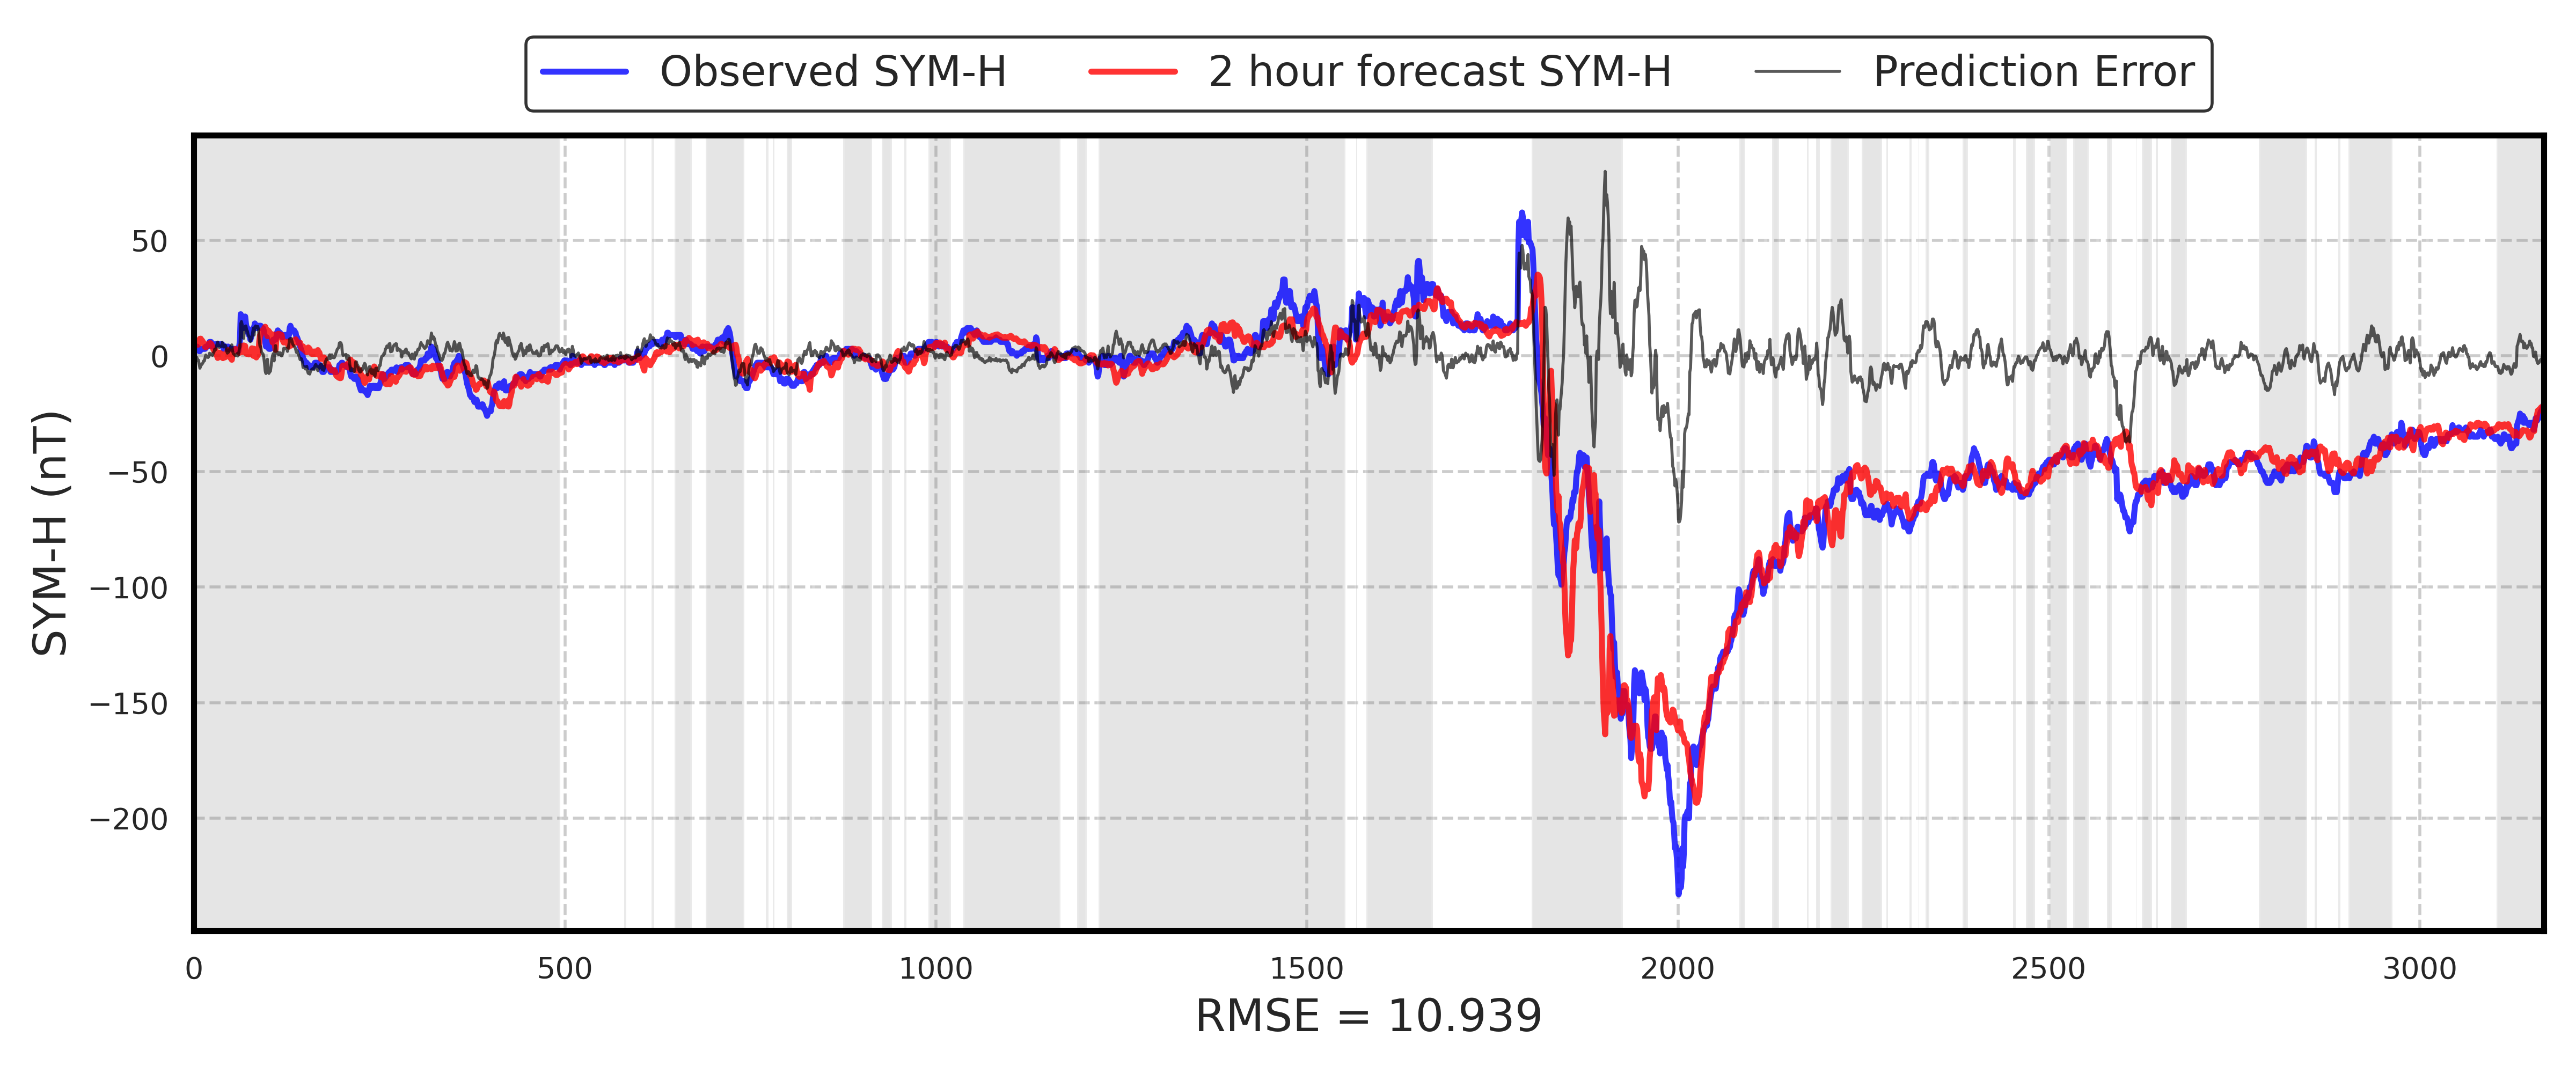 Observed SYM-H 2 hour forecast SYM-H Prediction Error
50
0
−50
−100
−150
−200
SYM-H (nT)
0 500 1000 1500 2000 2500 3000
RMSE = 10.939